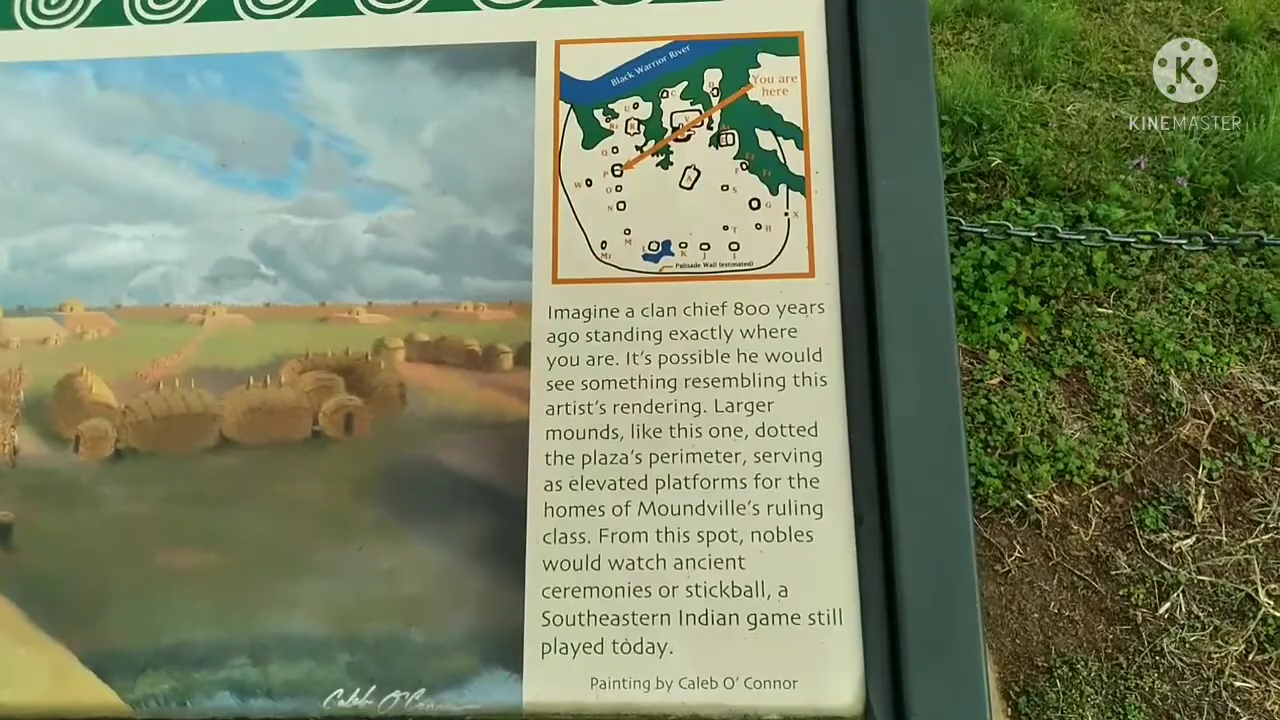 Black Warrior River
You are
here
C
D
U
R
V
Q
P
W
O
A
S
N
G
X
M
T
H
L
K
J
I
Palisade Wall (estimated)
Imagine a clan chief 800 years
ago standing exactly where
you are. It's possible he would
see something resembling this
artist's rendering. Larger
mounds, like this one, dotted
the plaza's perimeter, serving
as elevated platforms for the
homes of Moundville's ruling
class. From this spot, nobles
would watch ancient
ceremonies or stickball, a
Southeastern Indian game still
played today.
Painting by Caleb O' Connor
Caleb O'Connor
K
KINEMASTER